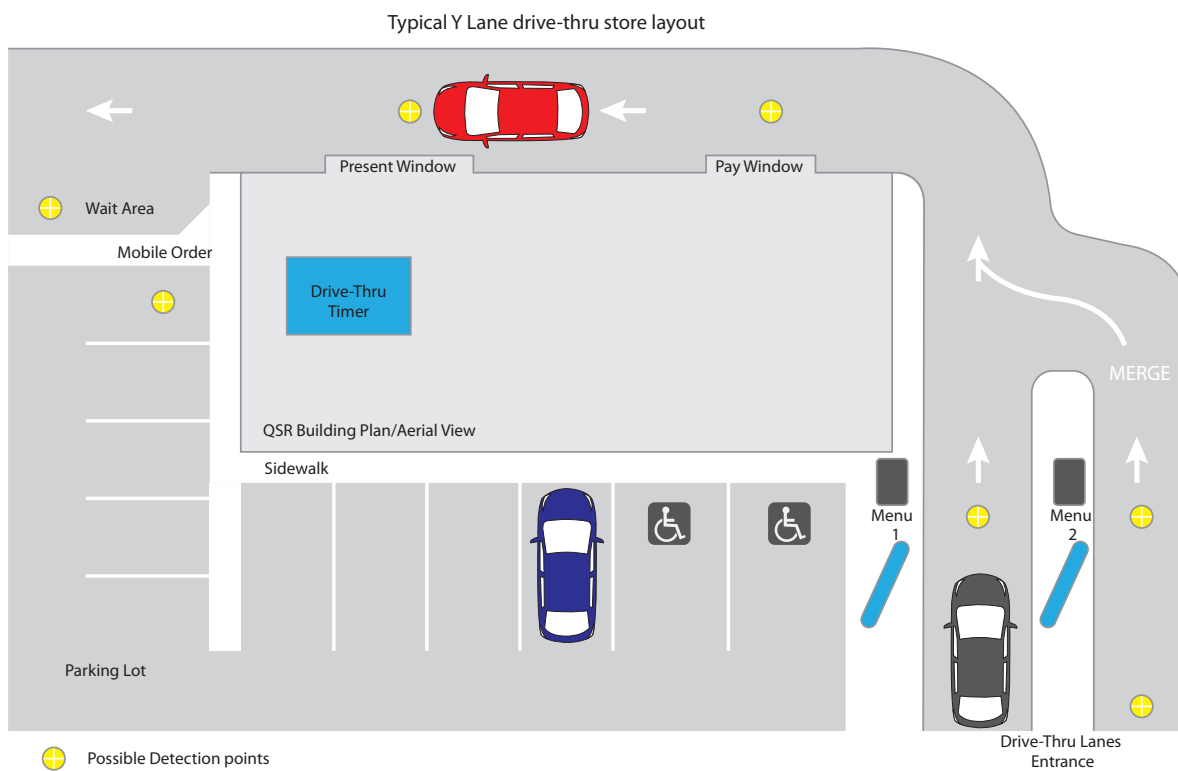 Typical Y Lane drive-thru store layout
Present Window
Pay Window
Wait Area
Mobile Order
Drive-Thru
Timer
MERGE
QSR Building Plan/Aerial View
Sidewalk
Menu
1
Menu
2
Parking Lot
Drive-Thru Lanes
Entrance
Possible Detection points